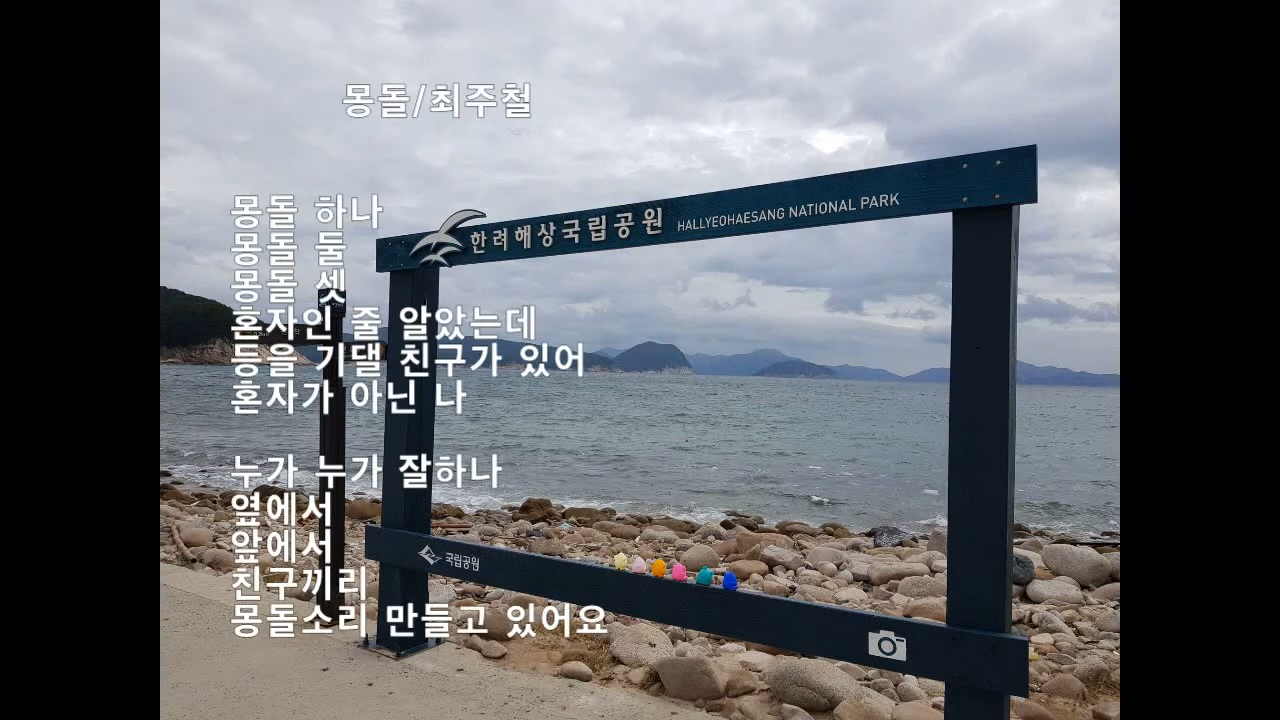 몽돌/최주철
몽돌 하나
몽돌 둘
몽돌 셋
혼자인 줄 알았는데
등을 기댈 친구가 있어
혼자가 아닌 나
누가 누가 잘하나
옆에서
앞에서
친구끼리
몽돌소리 만들고 있어요
한려해상국립공원 HALLYEOHAESANG NATIONAL PARK
국립공원